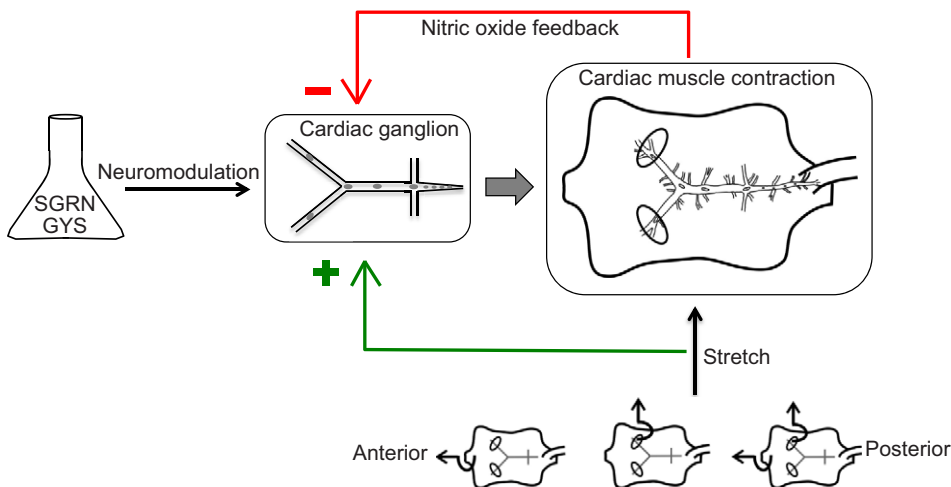 Nitric oxide feedback
Cardiac muscle contraction
Cardiac ganglion
Neuromodulation
SGRN
GYS
Stretch
Anterior
Posterior